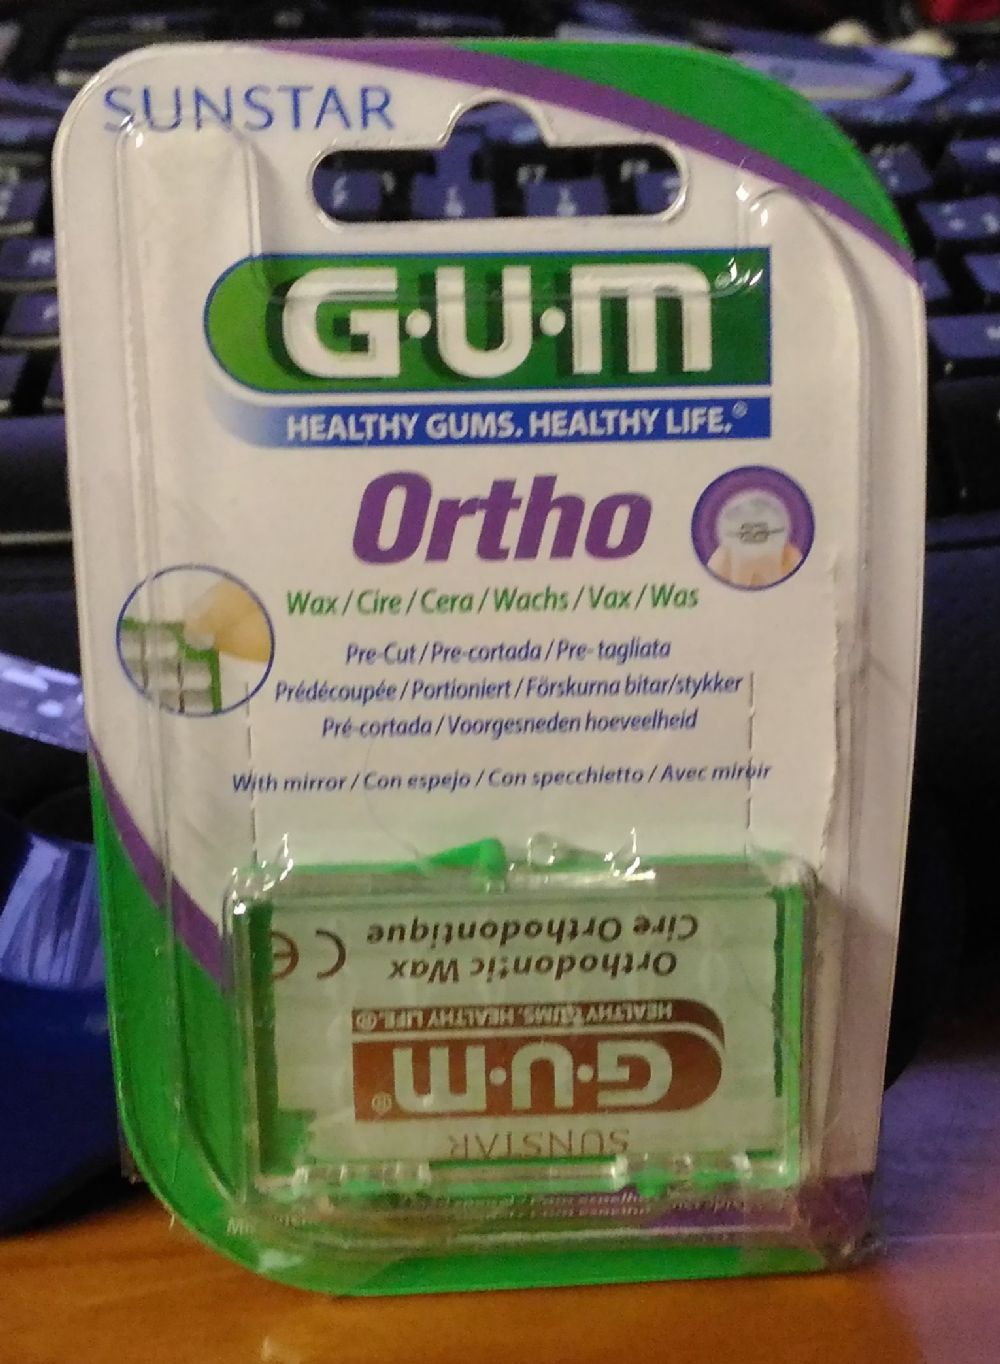 SUNSTAR
G·U·M®
HEALTHY GUMS. HEALTHY LIFE.®
Ortho
Wax / Cire / Cera / Wachs / Vax / Was
Pre-Cut / Pre-cortada / Pre- tagliata
Prédécoupée / Portioniert / Förskurna bitar/stykker
Pré-cortada / Voorgesneden hoeveelheid
With mirror / Con espejo / Con specchietto / Avec miroir
SUNSTAR
G·U·M®
HEALTHY GUMS. HEALTHY LIFE.®
Orthodontic Wax
Cire Orthodontique
CE
F7